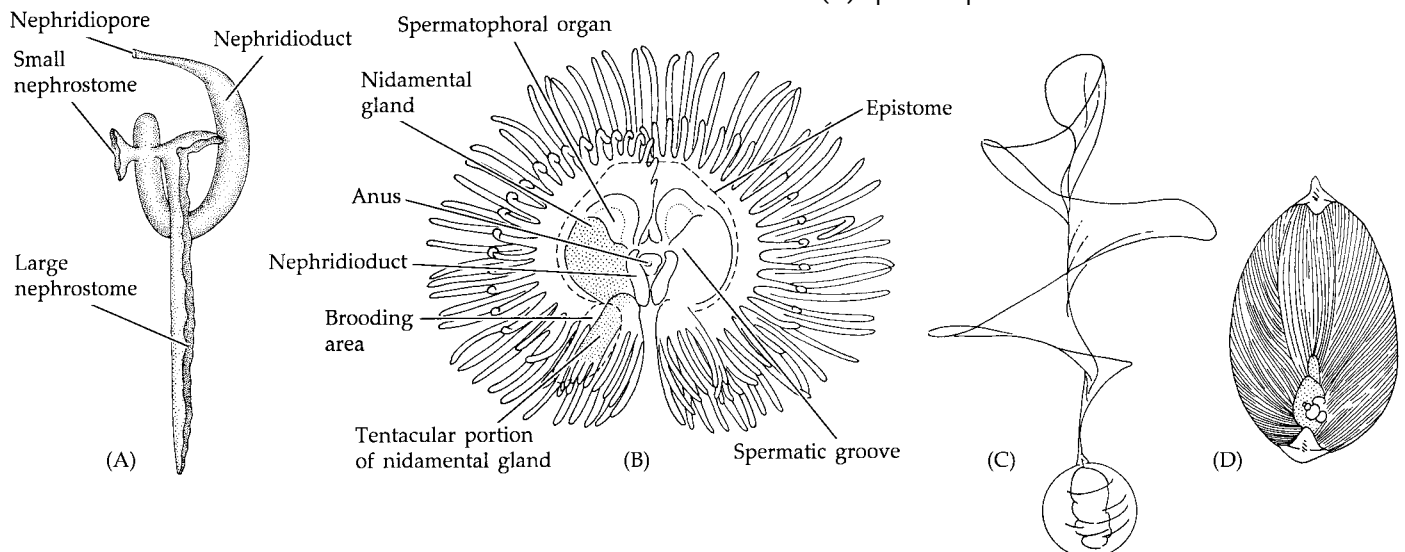 Nephridiopore
Nephridioduct
Small
nephrostome
Large
nephrostome
(A)
Spermatophoral organ
Nidamental
gland
Epistome
Anus
Nephridioduct
Brooding
area
Tentacular portion
of nidamental gland
(B)
Spermatic groove
(C)
(D)